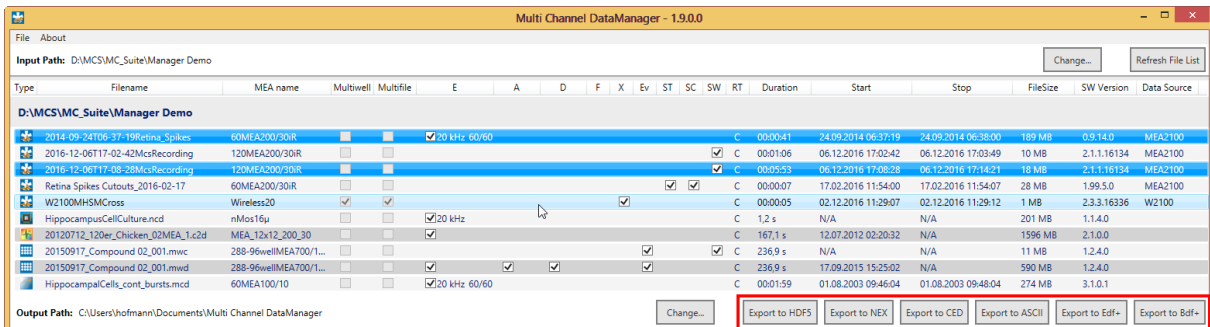 Multi Channel DataManager - 1.9.0.0
File About
Input Path: D:\MCS\MC_Suite\Manager Demo Change... Refresh File List
Type Filename MEA name Multiwell Multifile E A D F X Ev ST SC SW RT Duration Start Stop FileSize SW Version Data Source
D:\MCS\MC_Suite\Manager Demo
2014-09-24T06-37-19Retina_Spikes 60MEA200/30iR 20 kHz 60/60 C 00:00:41 24.09.2014 06:37:19 24.09.2014 06:38:00 189 MB 0.9.14.0 MEA2100
2016-12-06T17-02-42McsRecording 120MEA200/30iR C 00:01:06 06.12.2016 17:02:42 06.12.2016 17:03:49 10 MB 2.1.1.16134 MEA2100
2016-12-06T17-08-28McsRecording 120MEA200/30iR C 00:05:53 06.12.2016 17:08:28 06.12.2016 17:14:21 18 MB 2.1.1.16134 MEA2100
Retina Spikes Cutouts_2016-02-17 60MEA200/30iR C 00:00:07 17.02.2016 11:54:00 17.02.2016 11:54:07 28 MB 1.99.5.0 MEA2100
W2100MHSMCross Wireless20 C 00:00:05 02.12.2016 11:29:07 02.12.2016 11:29:12 1 MB 2.3.3.16336 W2100
HippocampusCellCulture.ncd nMos16µ 20 kHz C 1,2 s N/A N/A 201 MB 1.1.4.0
20120712_120er_Chicken_02MEA_1.c2d MEA_12x12_200_30 C 167,1 s 12.07.2012 02:20:32 N/A 1596 MB 2.1.0.0
20150917_Compound 02_001.mwc 288-96wellMEA700/1... C 236,9 s N/A N/A 11 MB 1.2.4.0
20150917_Compound 02_001.mwd 288-96wellMEA700/1... C 236,9 s 17.09.2015 15:25:02 N/A 590 MB 1.2.4.0
HippocampalCells_cont_bursts.mcd 60MEA100/10 20 kHz 60/60 C 00:01:59 01.08.2003 09:46:04 01.08.2003 09:48:04 274 MB 3.1.0.1
Output Path: C:\Users\hofmann\Documents\Multi Channel DataManager Change... Export to HDF5 Export to NEX Export to CED Export to ASCII Export to Edf+ Export to Bdf+